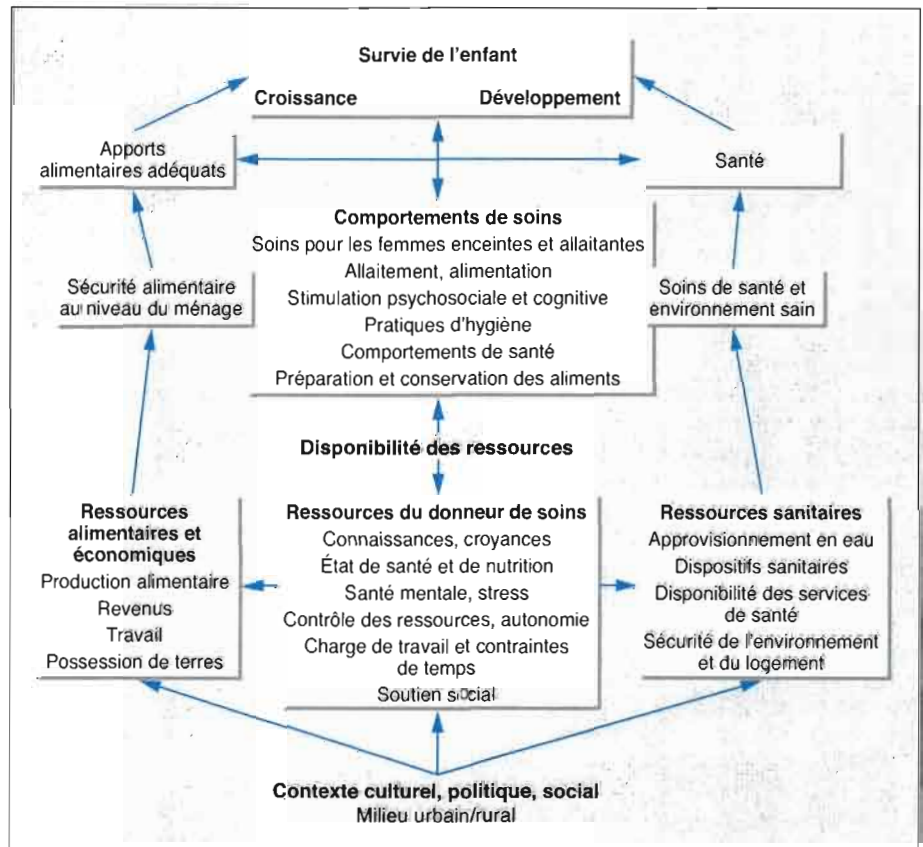 Survie de l'enfant
Croissance
Développement
Apports
alimentaires adéquats
Santé
Comportements de soins
Soins pour les femmes enceintes et allaitantes
Allaitement, alimentation
Stimulation psychosociale et cognitive
Pratiques d'hygiène
Comportements de santé
Préparation et conservation des aliments
Sécurité alimentaire
au niveau du ménage
Soins de santé et
environnement sain
Disponibilité des ressources
Ressources
alimentaires et
économiques
Production alimentaire
Revenus
Travail
Possession de terres
Ressources du donneur de soins
Connaissances, croyances
État de santé et de nutrition
Santé mentale, stress
Contrôle des ressources, autonomie
Charge de travail et contraintes
de temps
Soutien social
Ressources sanitaires
Approvisionnement en eau
Dispositifs sanitaires
Disponibilité des services
de santé
Sécurité de l'environnement
et du logement
Contexte culturel, politique, social
Milieu urbain/rural